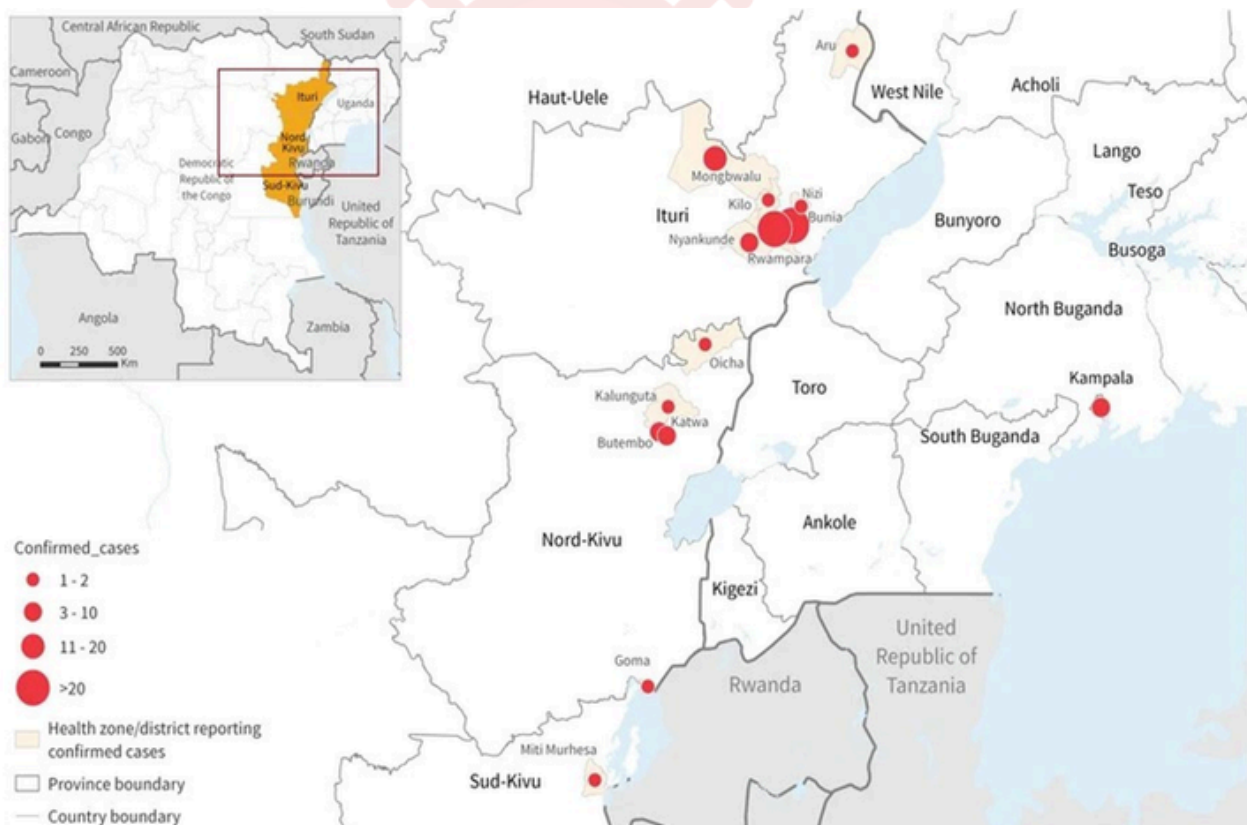 Central African Republic
South Sudan
Cameroon
Ituri
Uganda
Gabon
Congo
Nord
Kivu
Rwanda
Democratic
Republic of
the Congo
Sud-Kivu
Burundi
United
Republic of
Tanzania
Angola
Zambia
0 250 500
Km
Aru
West Nile
Acholi
Haut-Uele
Lango
Mongbwalu
Teso
Kilo
Nizi
Ituri
Bunia
Bunyoro
Nyankunde
Rwampara
Busoga
North Buganda
Oicha
Toro
Kampala
Kalunguta
Katwa
Butembo
South Buganda
Ankole
Nord-Kivu
Kigezi
Confirmed_cases
1 - 2
3 - 10
11 - 20
>20
Health zone/district reporting
confirmed cases
Province boundary
Country boundary
Goma
Rwanda
United
Republic of
Tanzania
Miti Murhesa
Sud-Kivu